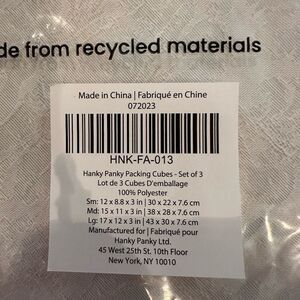 de from recycled materials
Made in China | Fabriqué en Chine
072023
HNK-FA-013
Hanky Panky Packing Cubes - Set of 3
Lot de 3 Cubes D'emballage
100% Polyester
Sm: 12 x 8.8 x 3 in | 30 x 22 x 7.6 cm
Md: 15 x 11 x 3 in | 38 x 28 x 7.6 cm
Lg: 17 x 12 x 3 in | 43 x 30 x 7.6 cm
Manufactured for | Fabriqué pour
Hanky Panky Ltd.
45 West 25th St. 10th Floor
New York, NY 10010